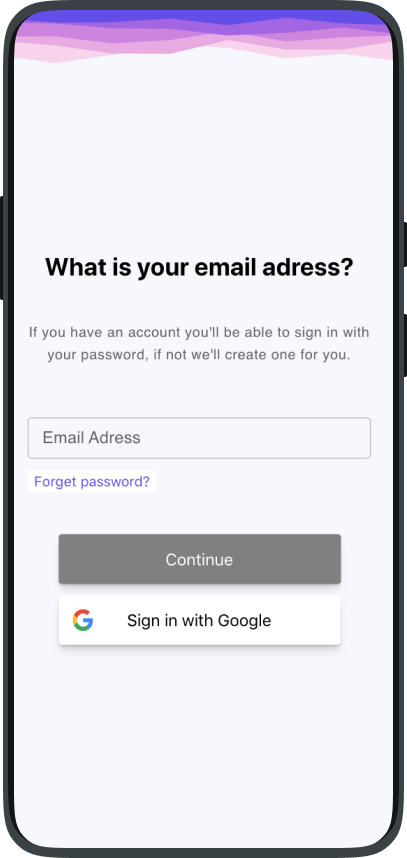 What is your email adress?
If you have an account you'll be able to sign in with
your password, if not we'll create one for you.
Email Adress
Forget password?
Continue
Sign in with Google